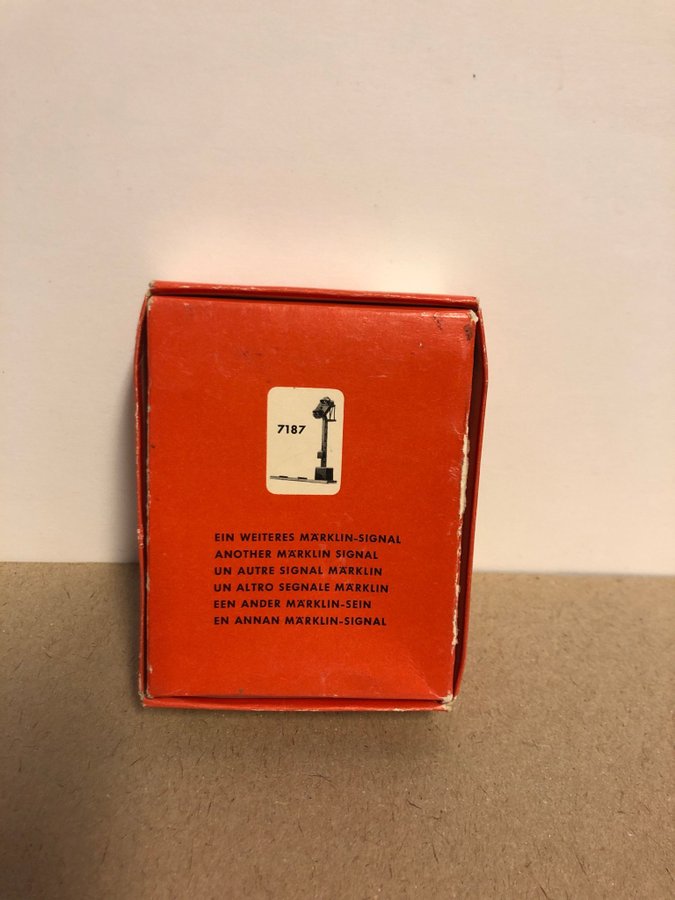 7187
EIN WEITERES MÄRKLIN-SIGNAL
ANOTHER MÄRKLIN SIGNAL
UN AUTRE SIGNAL MÄRKLIN
UN ALTRO SEGNALE MÄRKLIN
EEN ANDER MÄRKLIN-SEIN
EN ANNAN MÄRKLIN-SIGNAL